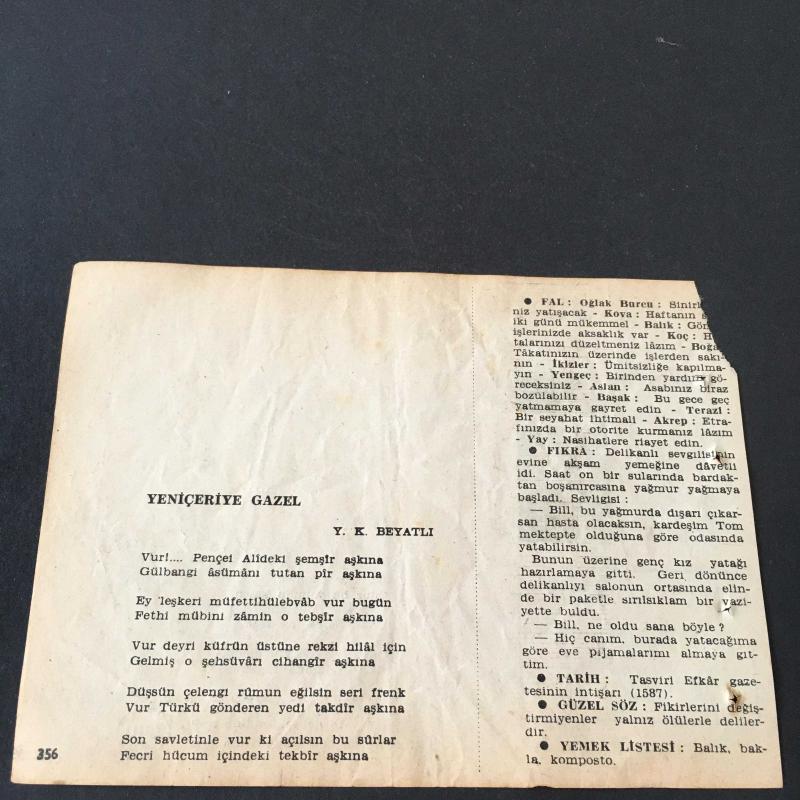 YENİÇERİYE GAZEL
Y. K. BEYATLI
Vur!.... Pençei Alîdeki şemşîr aşkına
Gülbangi âsümânı tutan pîr aşkına
Ey leşkeri müfettihülebvâb vur bugün
Fethi mübîni zâmin o tebşîr aşkına
Vur deyri küfrün üstüne rekzi hilâl için
Gelmiş o şehsüvârı cihangîr aşkına
Düşsün çelengi rûmun eğilsin seri frenk
Vur Türkü gönderen yedi takdîr aşkına
Son savletinle vur ki açılsın bu sûrlar
Fecri hücum içindeki tekbîr aşkına
356
● FAL : Oğlak Burcu :
niz yatışacak - Kova : Haftanın
iki günü mükemmel - Balık :
işlerinizde aksaklık var - Koç :
talarınızı düzeltmeniz lâzım -
Tâkatınızın üzerinde işlerden sakı-
nın - İkizler : Ümitsizliğe kapılma-
yın - Yengeç : Birinden yardım gö-
receksiniz - Aslan : Asabınız biraz
bozulabilir - Başak : Bu gece geç
yatmamaya gayret edin - Terazi :
Bir seyahat ihtimali - Akrep : Etra-
fınızda bir otorite kurmanız lâzım
- Yay : Nasihatlere riayet edin.
● FIKRA : Delikanlı sevgilisinin
evine akşam yemeğine dâvetli
idi. Saat on bir sularında bardak-
tan boşanırcasına yağmur yağmaya
başladı. Sevligisi :
— Bill, bu yağmurda dışarı çıkar-
san hasta olacaksın, kardeşim Tom
mektepte olduğuna göre odasında
yatabilirsin.
Bunun üzerine genç kız yatağı
hazırlamaya gitti. Geri dönünce
delikanlıyı salonun ortasında elin-
de bir paketle sırılsıklam bir vazi-
yette buldu.
— Bill, ne oldu sana böyle ?
— Hiç canım, burada yatacağıma
göre eve pijamalarımı almaya git-
tim.
● TARİH : Tasviri Efkâr gaze-
tesinin intişarı (1587).
● GÜZEL SÖZ : Fikirlerini değiş-
tirmiyenler yalnız ölülerle deliler-
dir.
● YEMEK LİSTESİ : Balık, bak-
la, komposto.